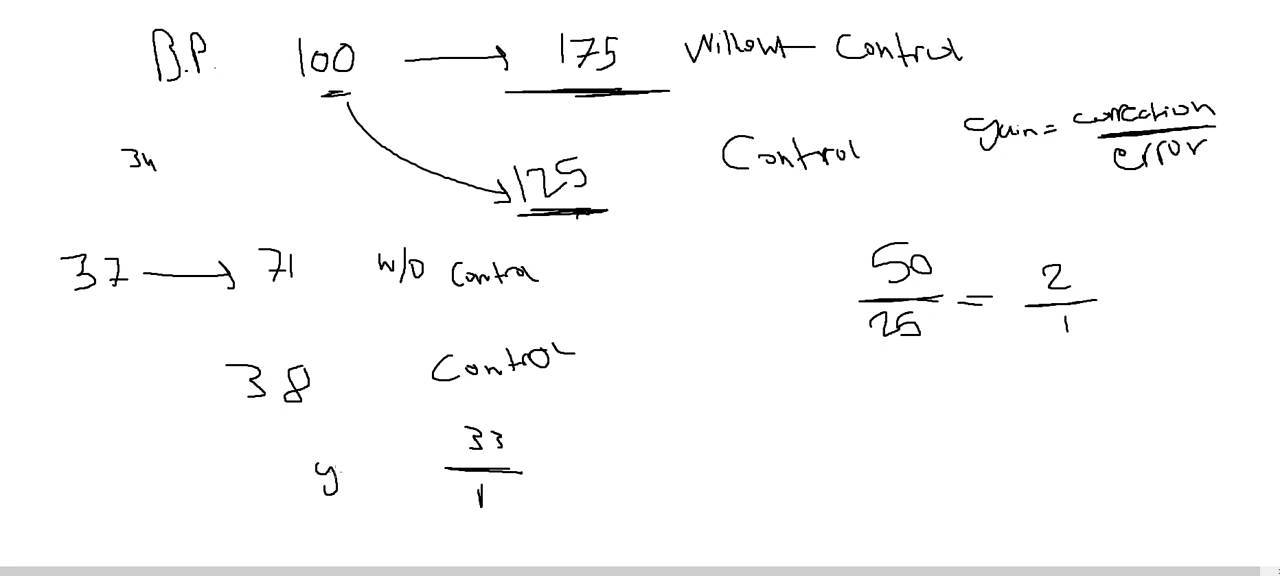 B.P. 100 → 175 Without Control
gain = correction / error
34
125 Control
37 → 71 w/o Control
50 / 25 = 2 / 1
38 Control
y 33 / 1